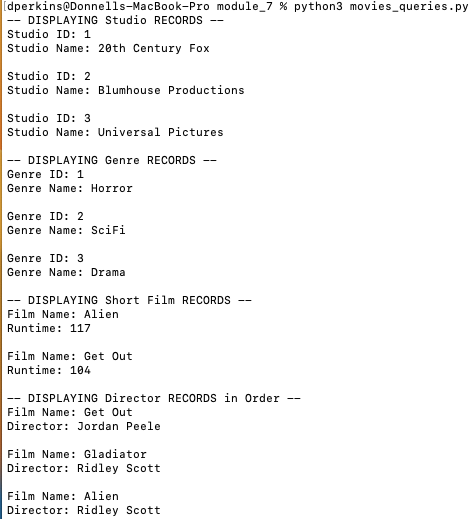 [dperkins@Donnells-MacBook-Pro module_7 % python3 movies_queries.py
-- DISPLAYING Studio RECORDS --
Studio ID: 1
Studio Name: 20th Century Fox
Studio ID: 2
Studio Name: Blumhouse Productions
Studio ID: 3
Studio Name: Universal Pictures
-- DISPLAYING Genre RECORDS --
Genre ID: 1
Genre Name: Horror
Genre ID: 2
Genre Name: SciFi
Genre ID: 3
Genre Name: Drama
-- DISPLAYING Short Film RECORDS --
Film Name: Alien
Runtime: 117
Film Name: Get Out
Runtime: 104
-- DISPLAYING Director RECORDS in Order --
Film Name: Get Out
Director: Jordan Peele
Film Name: Gladiator
Director: Ridley Scott
Film Name: Alien
Director: Ridley Scott